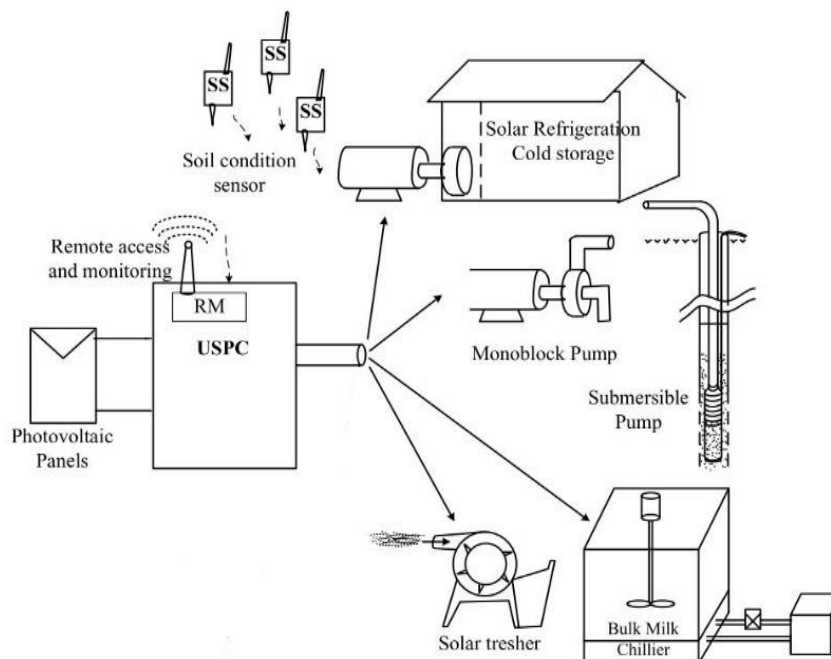 SS
SS
SS
Soil condition
sensor
Solar Refrigeration
Cold storage
Remote access
and monitoring
RM
USPC
Photovoltaic
Panels
Monoblock Pump
Submersible
Pump
Solar tresher
Bulk Milk
Chillier